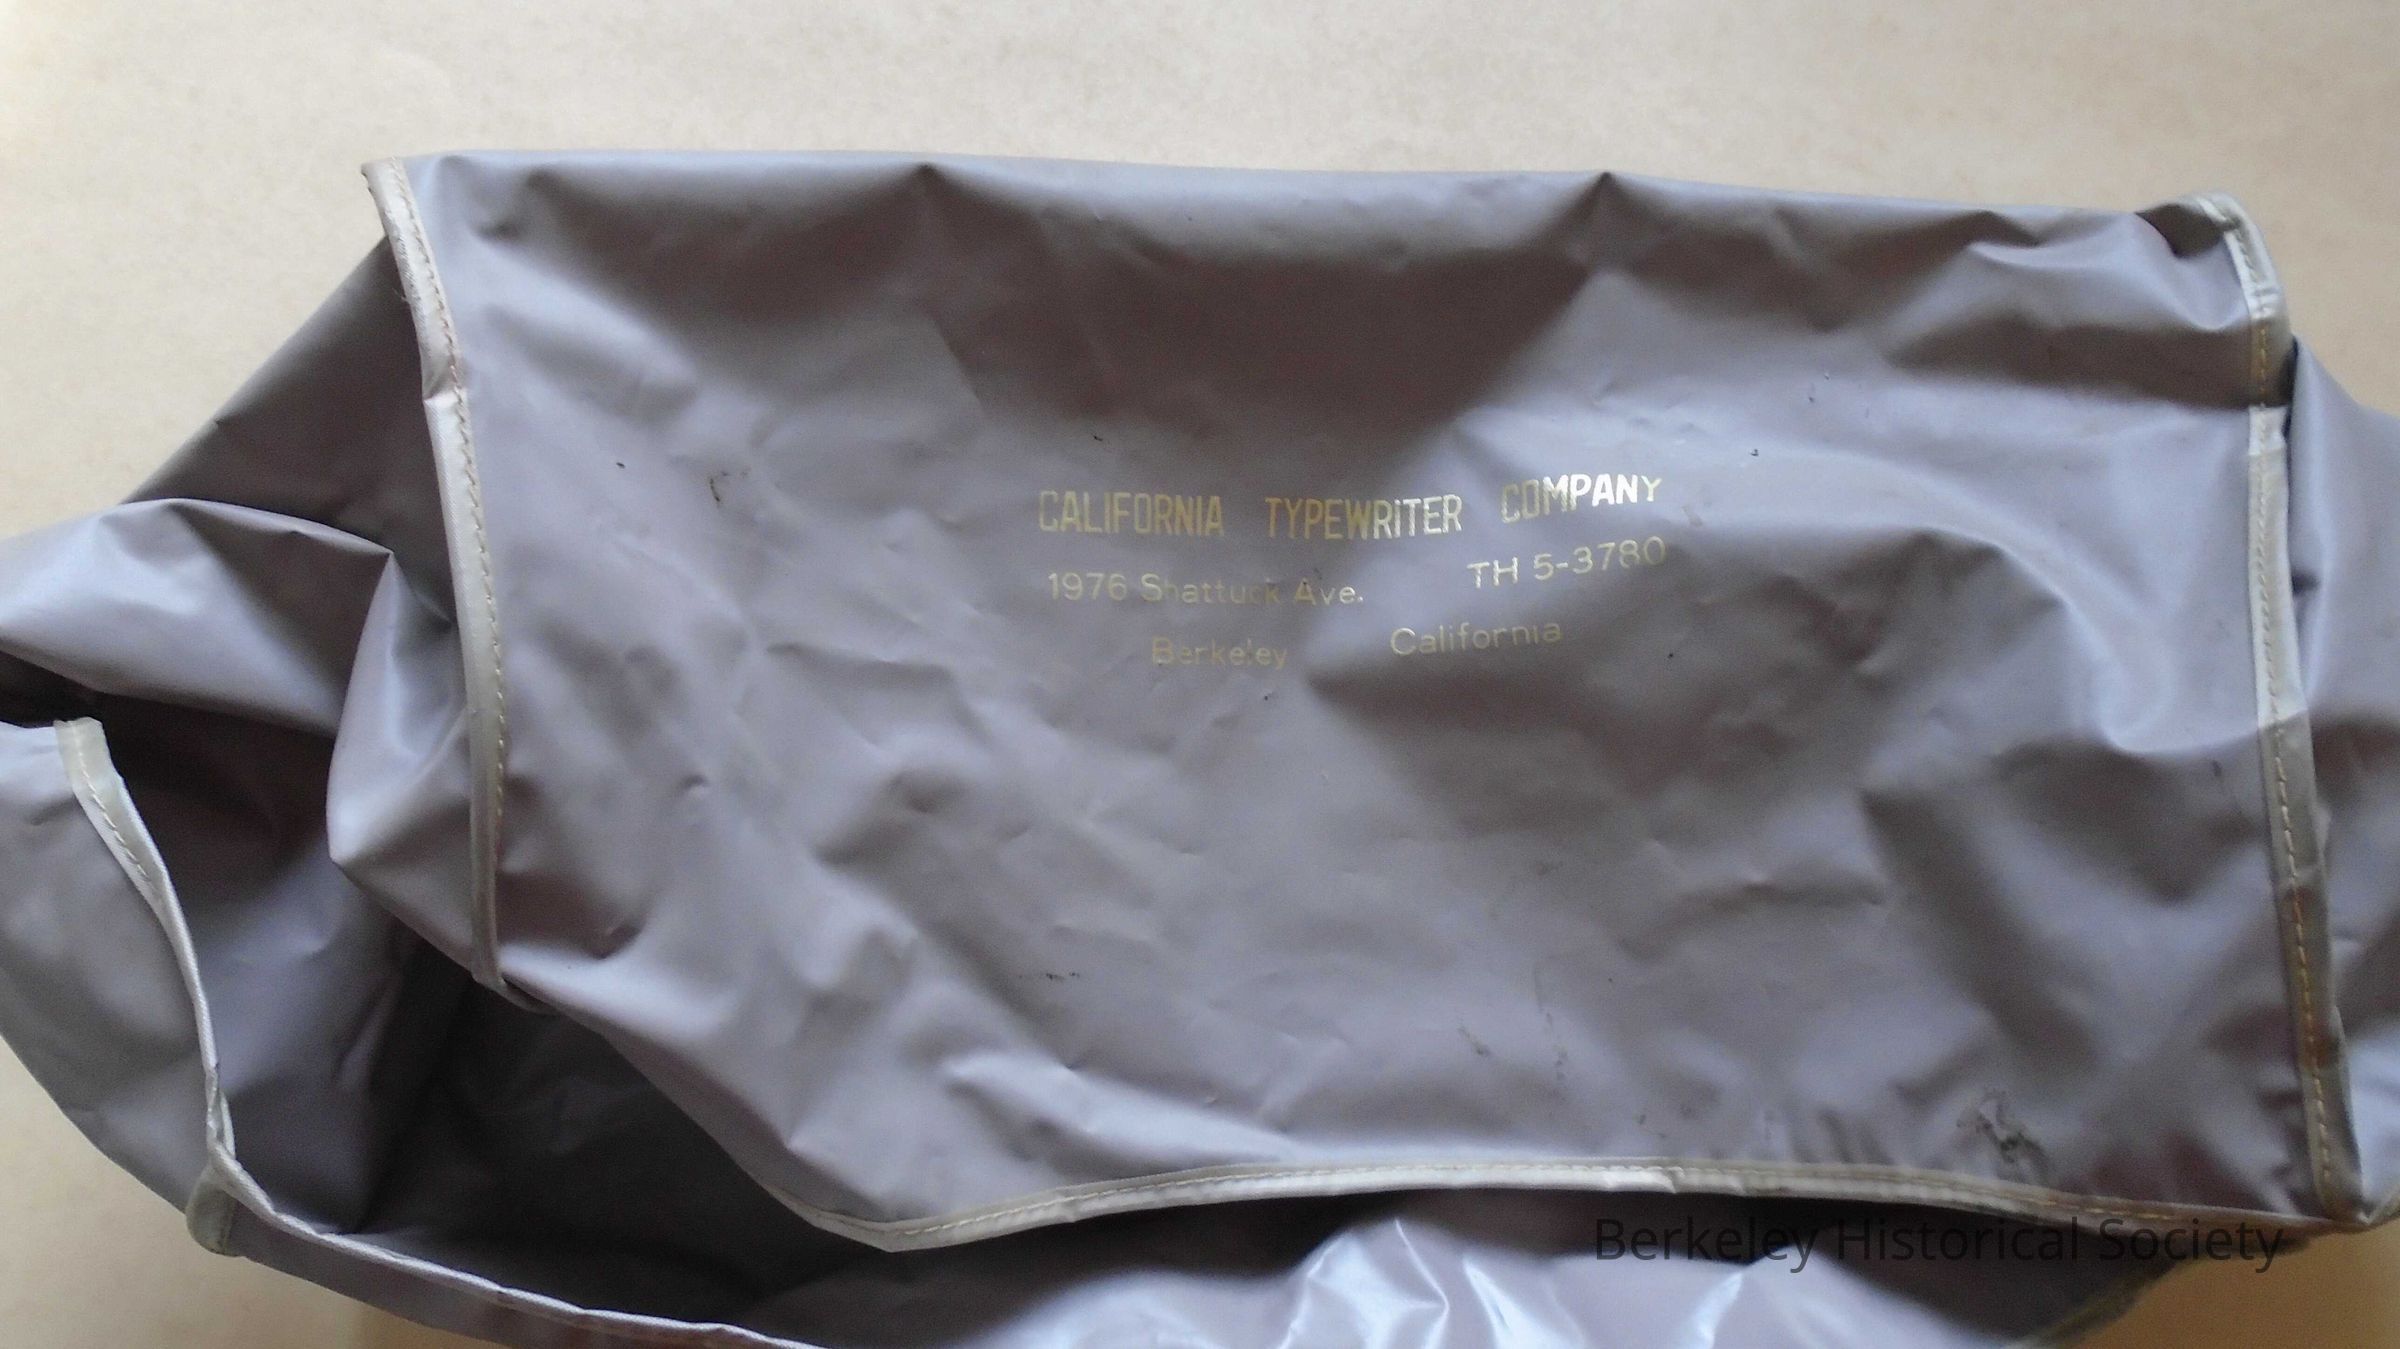 CALIFORNIA TYPEWRITER COMPANY
1976 Shattuck Ave. TH 5-3780
Berkeley California
Berkeley Historical Society